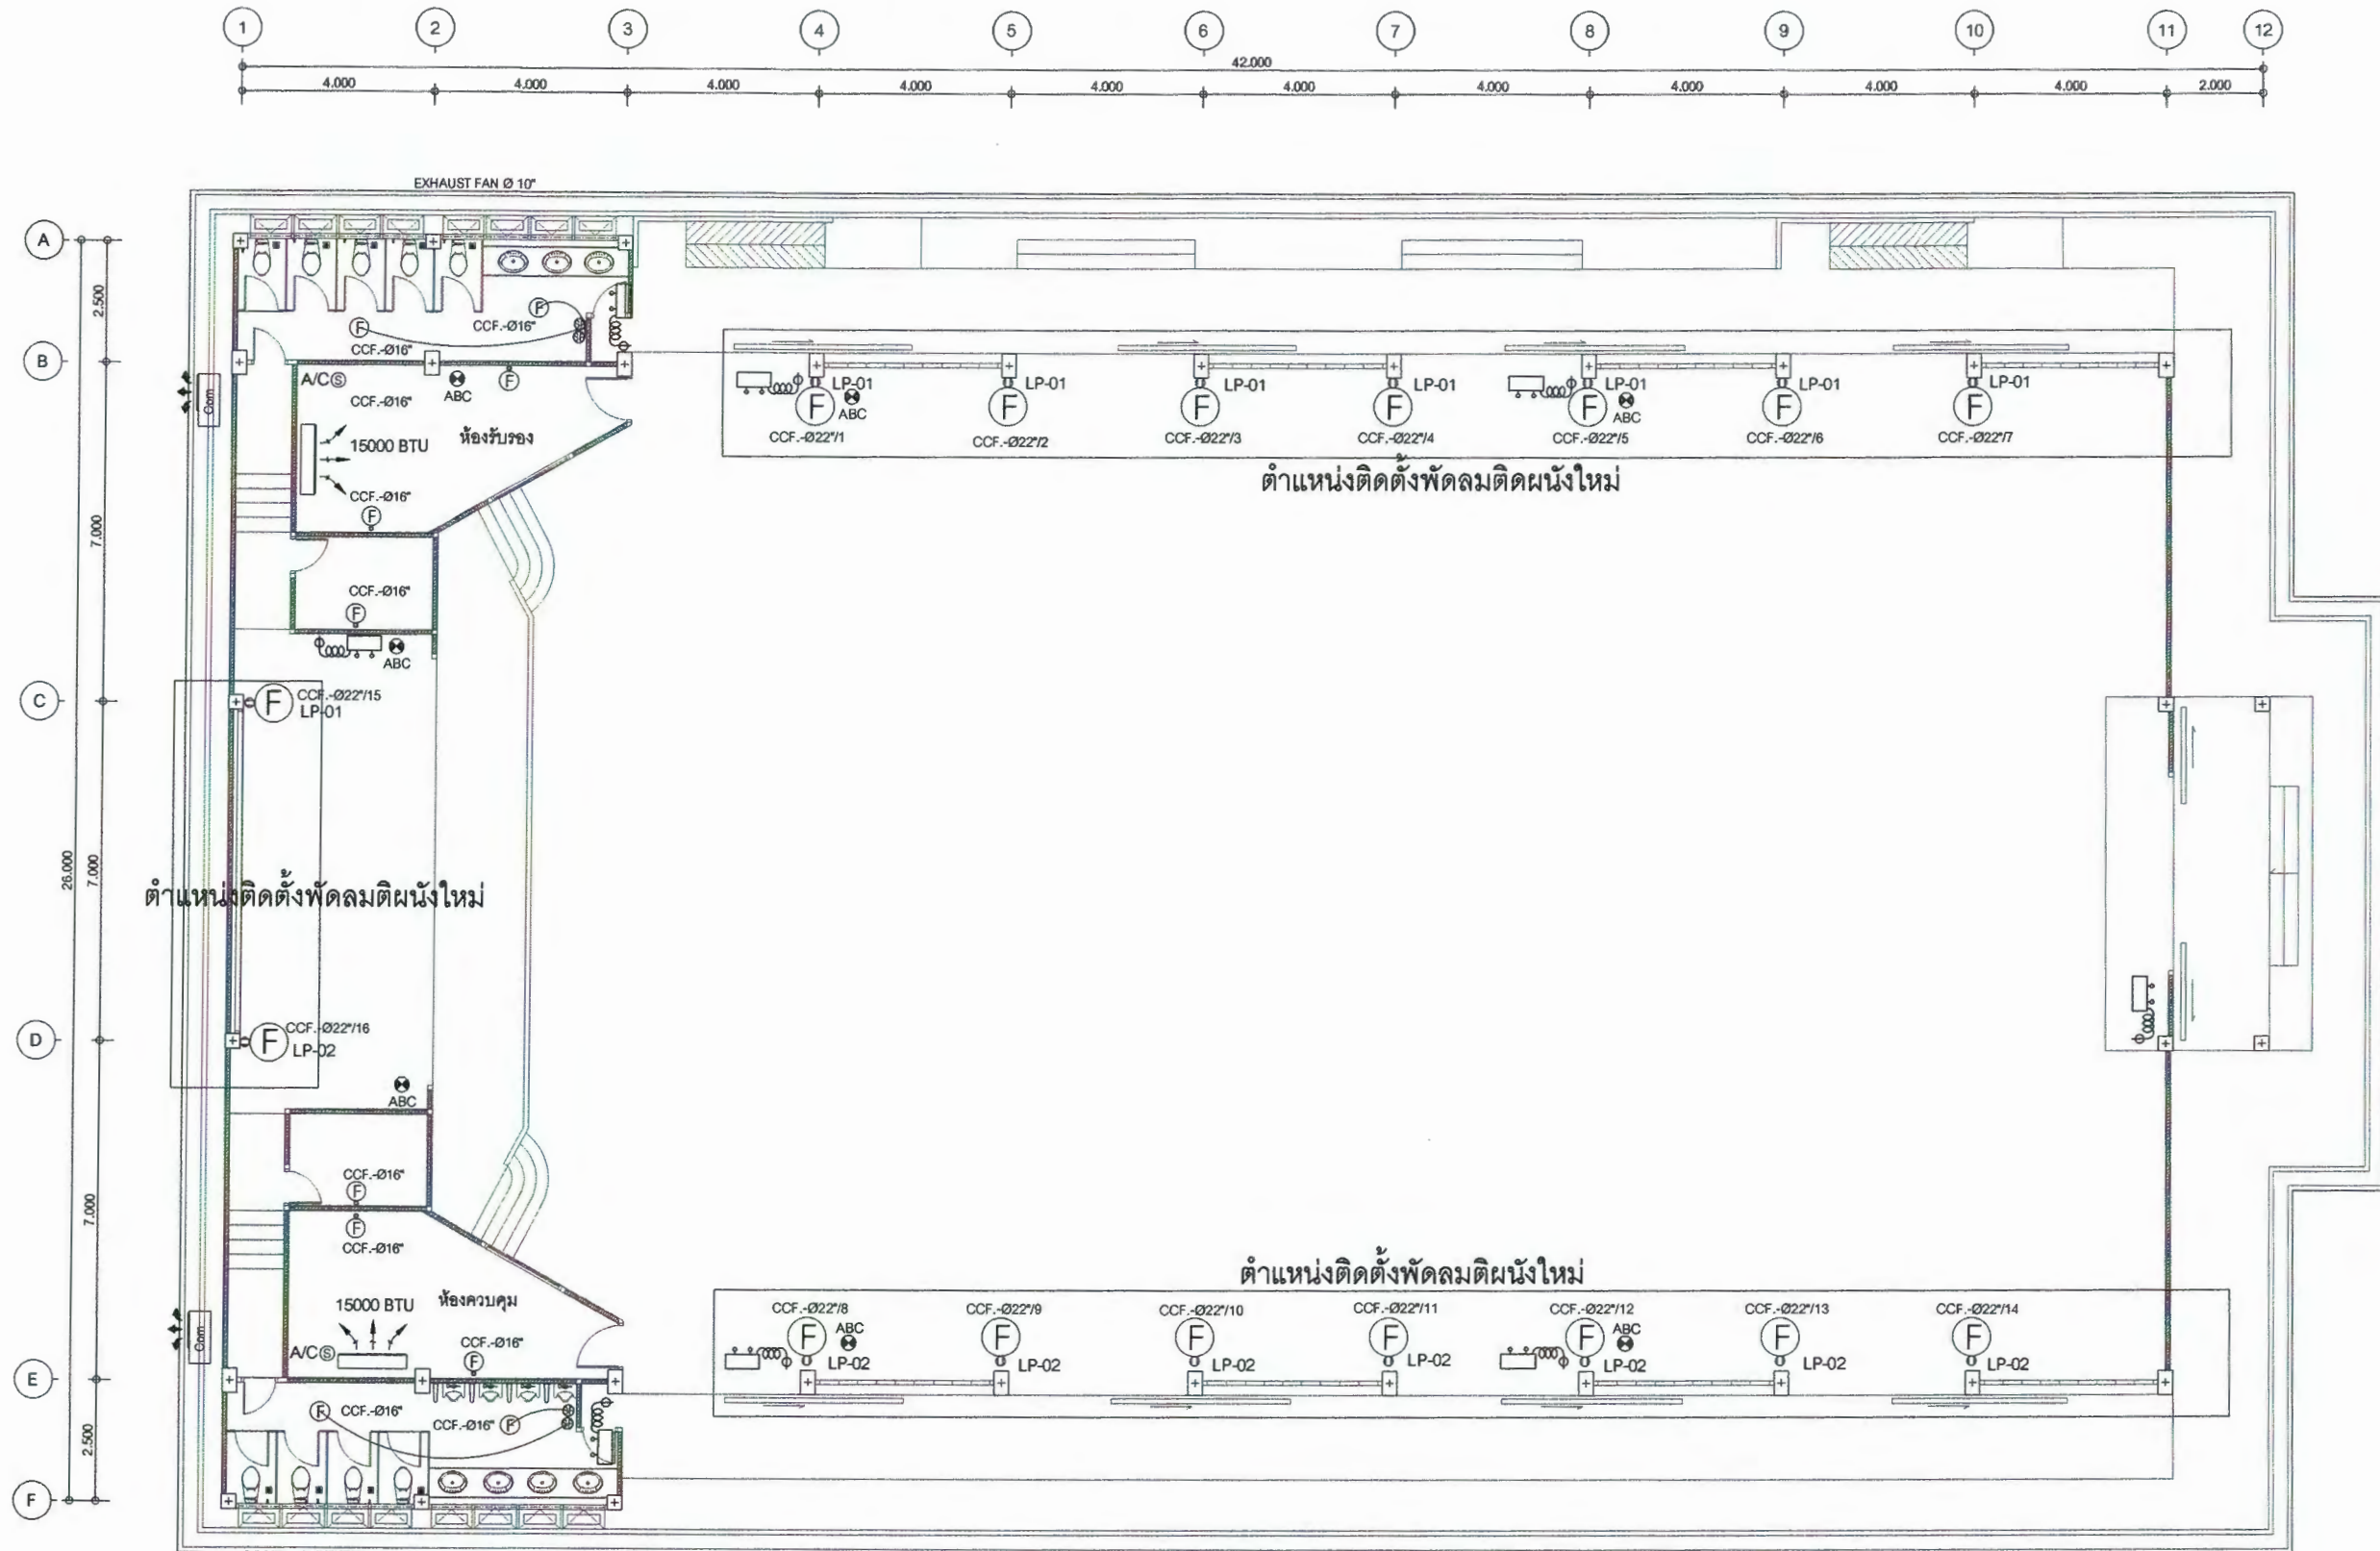 1 2 3 4 5 6 7 8 9 10 11 12
42.000
4.000 4.000 4.000 4.000 4.000 4.000 4.000 4.000 4.000 4.000 2.000
EXHAUST FAN Ø 10"
A
2.500
F
CCF.-Ø16"
F
CCF.-Ø16"
B
A/C S
CCF.-Ø16"
ABC
F
Com
15000 BTU
ห้องรับรอง
CCF.-Ø16"
F
LP-01 LP-01 LP-01 LP-01 LP-01 LP-01 LP-01
F F F F F F F
ABC ABC
CCF.-Ø22"/1 CCF.-Ø22"/2 CCF.-Ø22"/3 CCF.-Ø22"/4 CCF.-Ø22"/5 CCF.-Ø22"/6 CCF.-Ø22"/7
ตำแหน่งติดตั้งพัดลมติดผนังใหม่
7.000
CCF.-Ø16"
F
ABC
C
F
CCF.-Ø22"/15
LP-01
26.000
7.000
ตำแหน่งติดตั้งพัดลมติผนังใหม่
D
F
CCF.-Ø22"/16
LP-02
ABC
7.000
CCF.-Ø16"
F
F
CCF.-Ø16"
15000 BTU
ห้องควบคุม
Com
A/C S
CCF.-Ø16"
F
ตำแหน่งติดตั้งพัดลมติผนังใหม่
CCF.-Ø22"/8 CCF.-Ø22"/9 CCF.-Ø22"/10 CCF.-Ø22"/11 CCF.-Ø22"/12 CCF.-Ø22"/13 CCF.-Ø22"/14
F F F F F F F
ABC ABC
LP-02 LP-02 LP-02 LP-02 LP-02 LP-02 LP-02
E
F
CCF.-Ø16"
CCF.-Ø16"
F
2.500
F